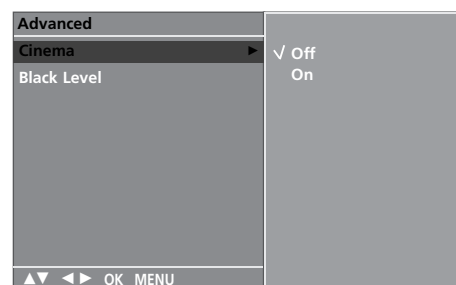 Advanced
Cinema ►
Black Level
√ Off
On
▲▼ ◄► OK MENU